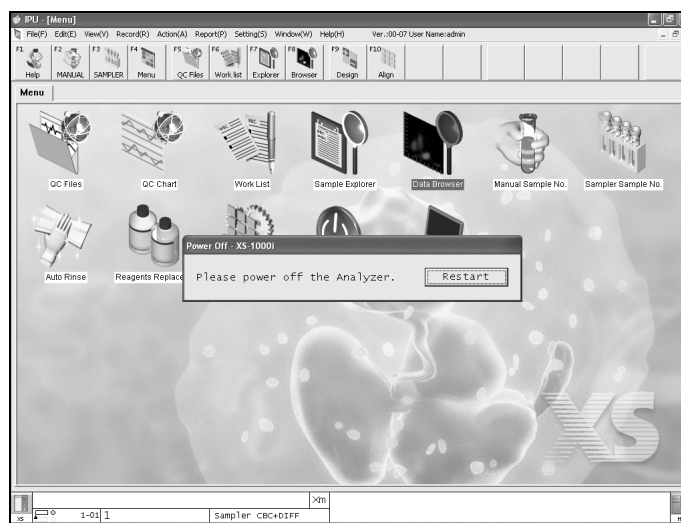 IPU - [Menu]
File(F) Edit(E) View(V) Record(R) Action(A) Report(P) Setting(S) Window(W) Help(H) Ver.:00-07 User Name:admin
F1 F2 F3 F4 F5 F6 F7 F8 F9 F10
Help MANUAL SAMPLER Menu QC Files Work list Explorer Browser Design Align
Menu
QC Files QC Chart Work List Sample Explorer Data Browser Manual Sample No. Sampler Sample No.
Auto Rinse Reagents Replace
Power Off - XS-1000i
Please power off the Analyzer. Restart
XS
Xm
XS 1-01 1 Sampler CBC+DIFF